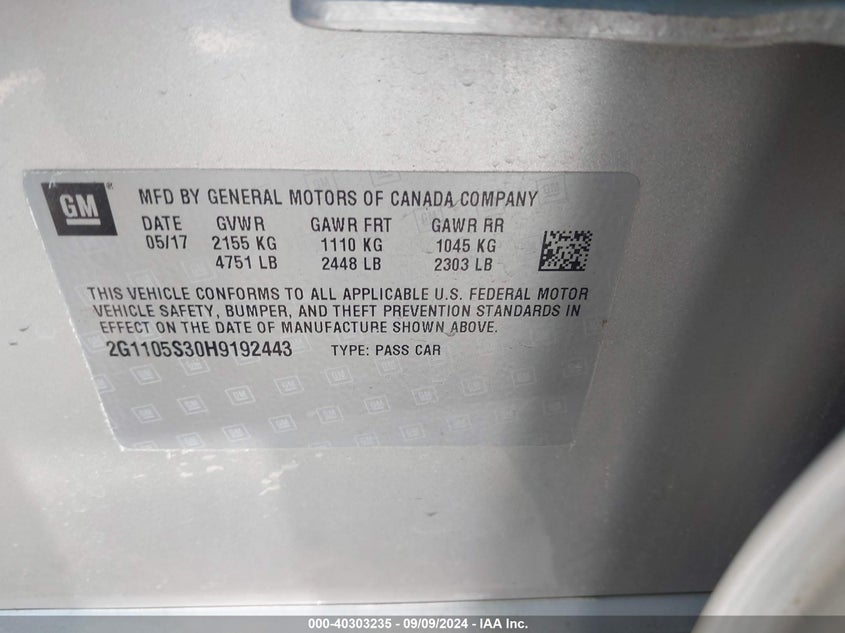 GM
MFD BY GENERAL MOTORS OF CANADA COMPANY
DATE GVWR GAWR FRT GAWR RR
05/17 2155 KG 1110 KG 1045 KG
4751 LB 2448 LB 2303 LB
THIS VEHICLE CONFORMS TO ALL APPLICABLE U.S. FEDERAL MOTOR
VEHICLE SAFETY, BUMPER, AND THEFT PREVENTION STANDARDS IN
EFFECT ON THE DATE OF MANUFACTURE SHOWN ABOVE.
2G1105S30H9192443 TYPE: PASS CAR
000-40303235 - 09/09/2024 - IAA Inc.